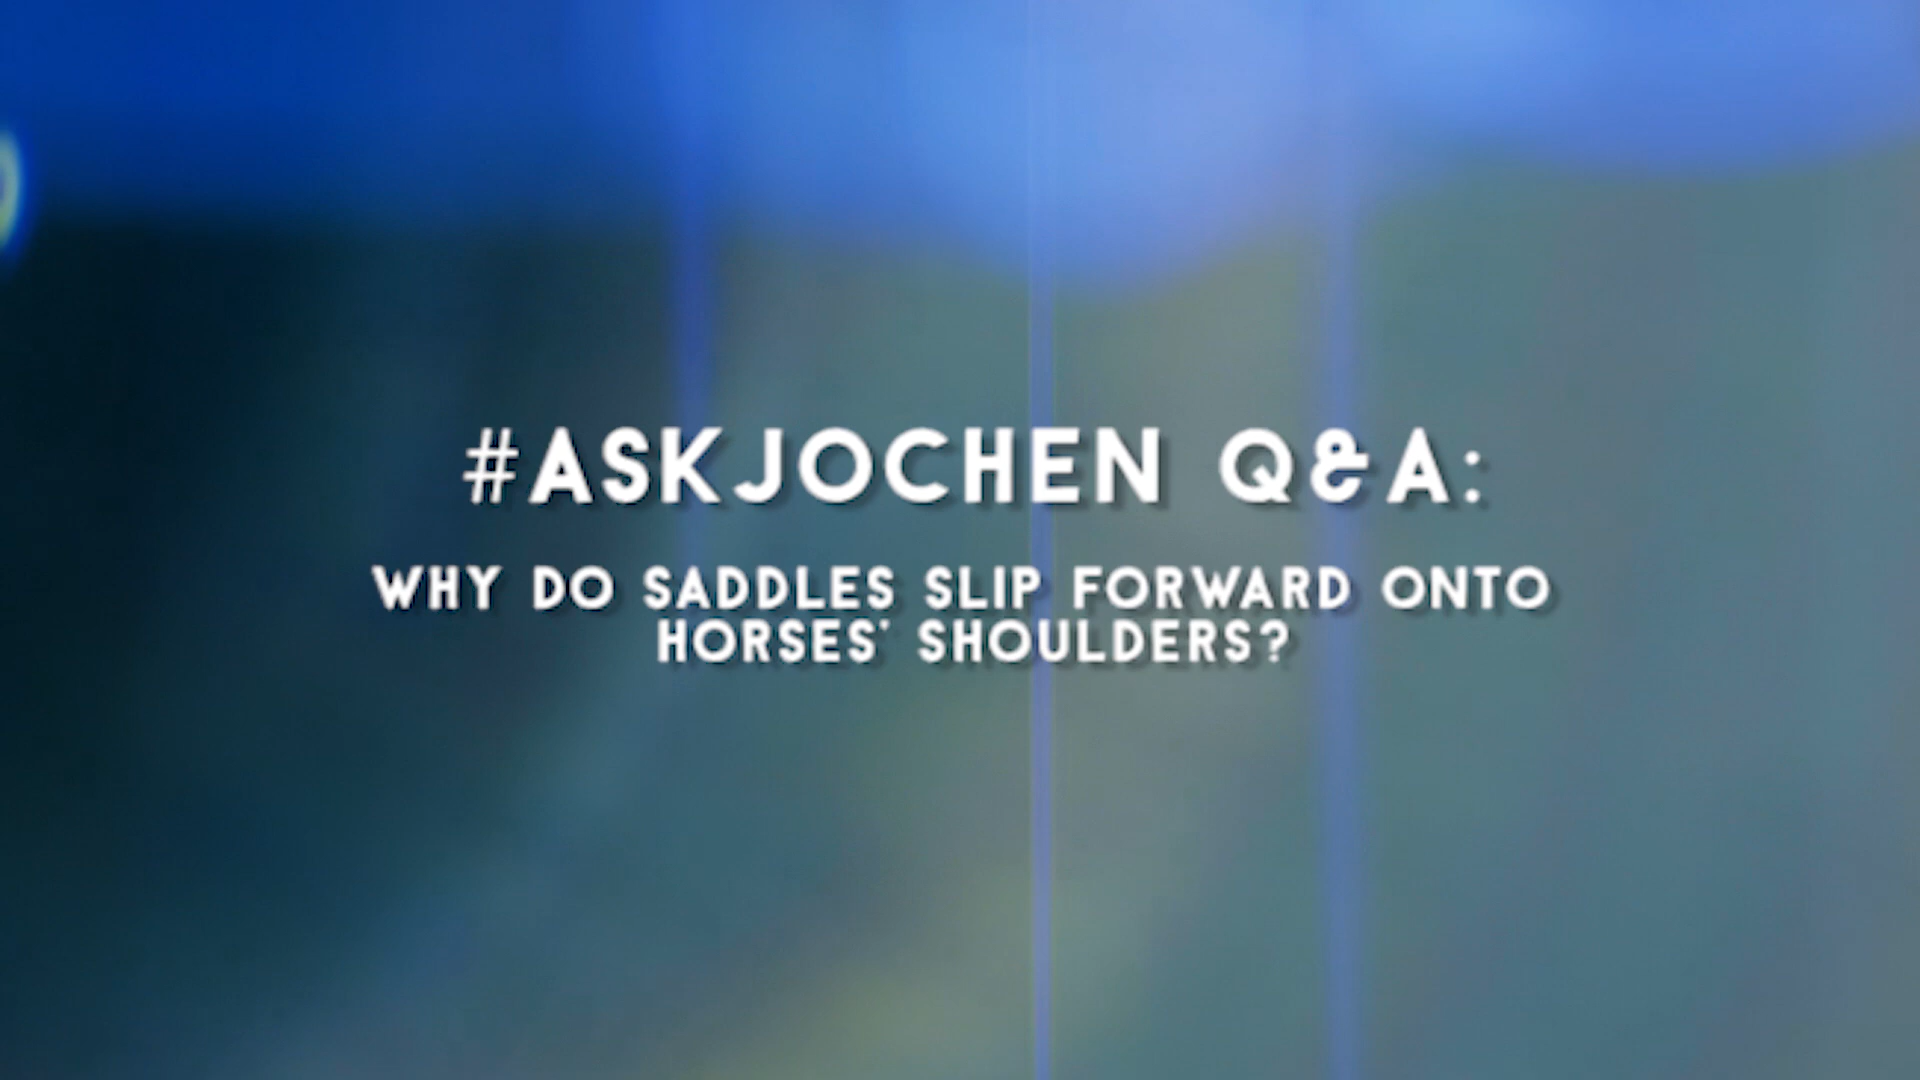 #ASKJOCHEN Q&A:
WHY DO SADDLES SLIP FORWARD ONTO
HORSES' SHOULDERS?